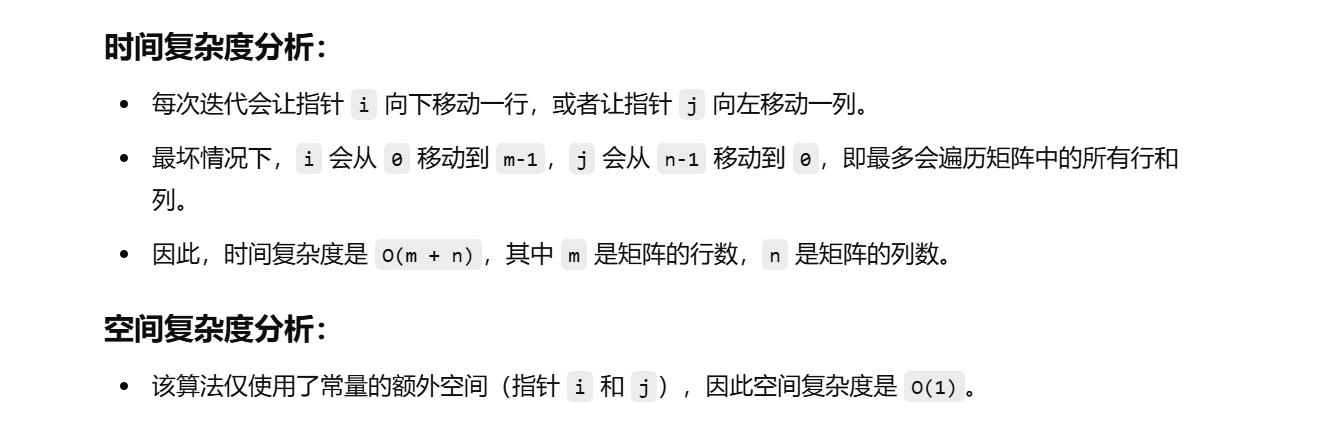 时间复杂度分析：
每次迭代会让指针 i 向下移动一行，或者让指针 j 向左移动一列。
最坏情况下，i 会从 0 移动到 m-1，j 会从 n-1 移动到 0，即最多会遍历矩阵中的所有行和
列。
因此，时间复杂度是 O(m + n)，其中 m 是矩阵的行数，n 是矩阵的列数。
空间复杂度分析：
该算法仅使用了常量的额外空间（指针 i 和 j），因此空间复杂度是 O(1)。